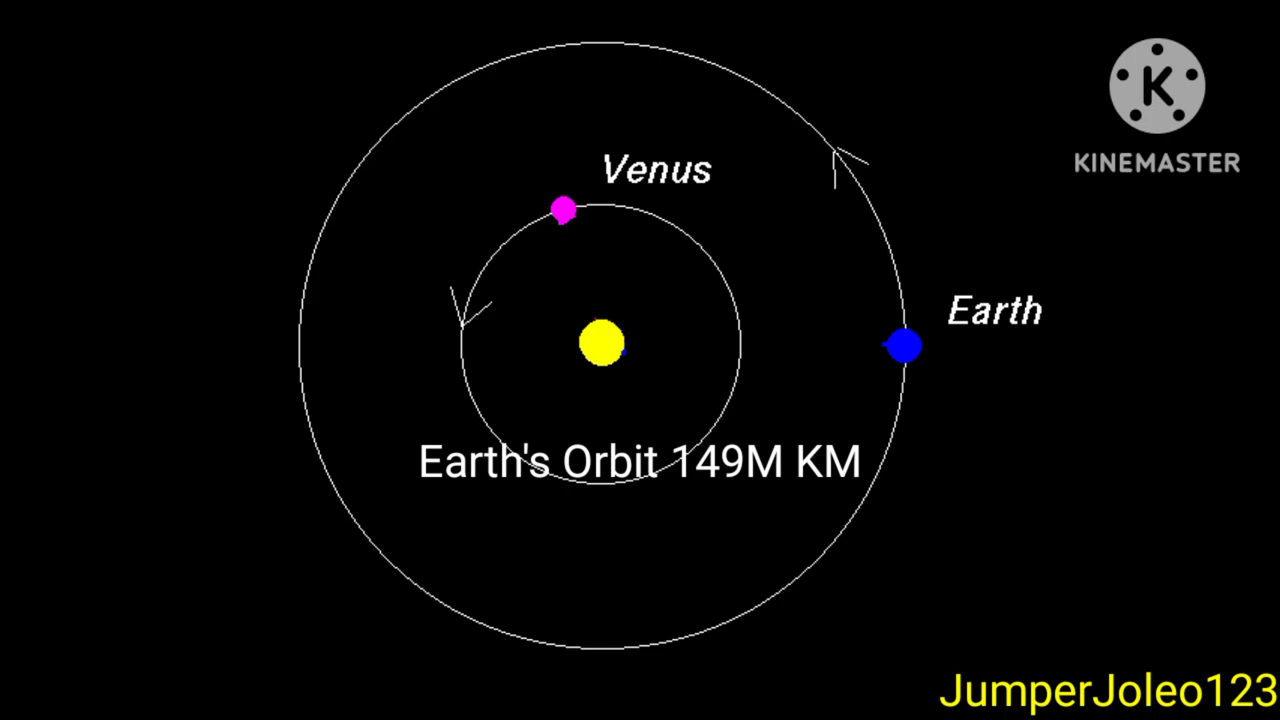 Venus
K
KINEMASTER
Earth
Earth's Orbit 149M KM
JumperJoleo123